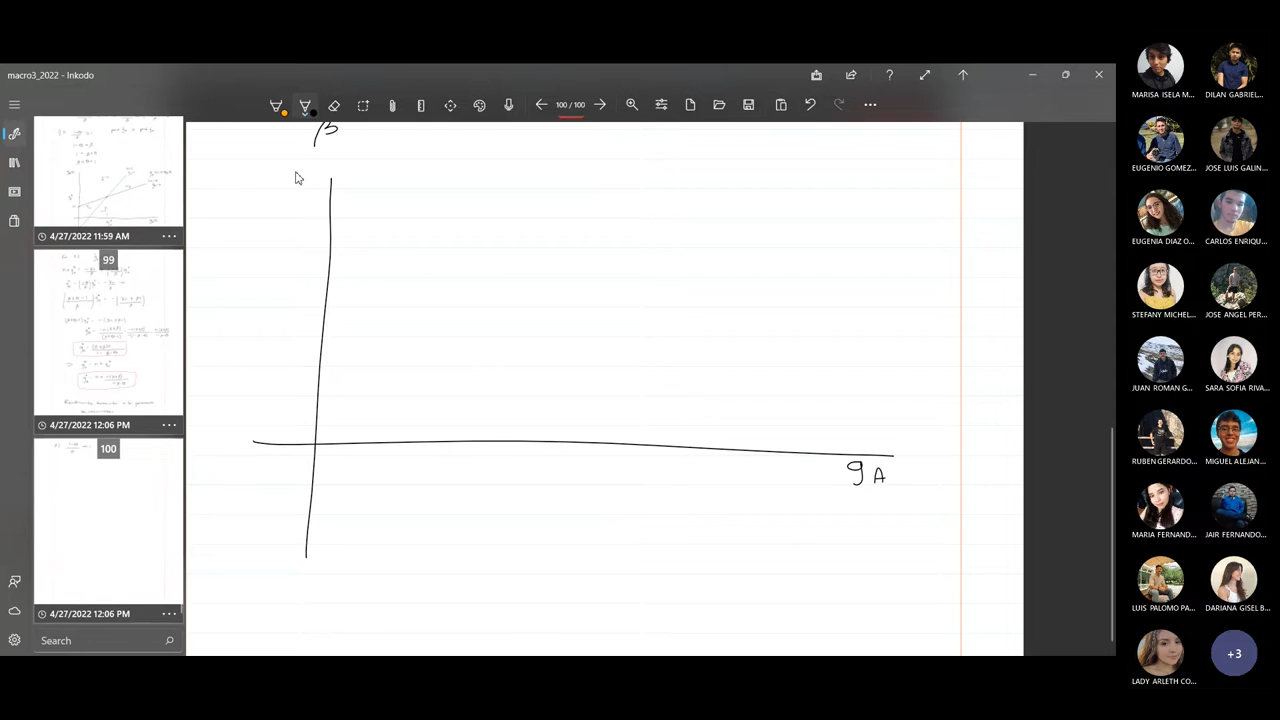 macro3_2022 - Inkodo
100 / 100
β
g A
4/27/2022 11:59 AM
99
4/27/2022 12:06 PM
100
4/27/2022 12:06 PM
Search
MARISA ISELA M...
DILAN GABRIEL...
EUGENIO GOMEZ...
JOSE LUIS GALIN...
EUGENIA DIAZ O...
CARLOS ENRIQU...
STEFANY MICHEL...
JOSE ANGEL PER...
JUAN ROMAN G...
SARA SOFIA RIVA...
RUBEN GERARDO...
MIGUEL ALEJAN...
MARIA FERNAND...
JAIR FERNANDO...
LUIS PALOMO PA...
DARIANA GISEL B...
LADY ARLETH CO...
+3